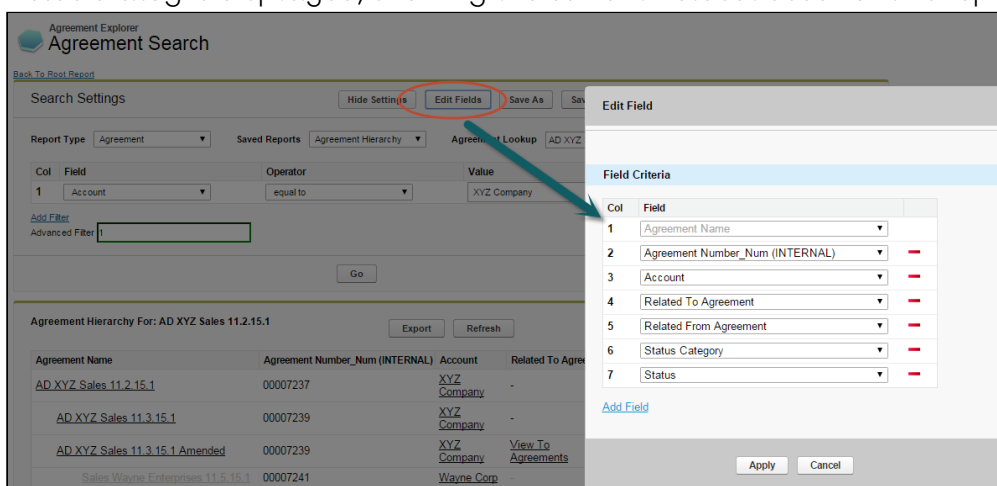 Agreement Explorer
Agreement Search
Back To Root Report
Search Settings
Hide Settings
Edit Fields
Save As
Report Type Agreement Saved Reports Agreement Hierarchy Agreement Lookup AD XYZ
Col Field Operator Value
1 Account equal to XYZ Company
Add Filter
Advanced Filter 1
Go
Agreement Hierarchy For: AD XYZ Sales 11.2.15.1
Export Refresh
Agreement Name Agreement Number_Num (INTERNAL) Account Related To
AD XYZ Sales 11.2.15.1 00007237 XYZ Company -
AD XYZ Sales 11.3.15.1 00007239 XYZ Company -
AD XYZ Sales 11.3.15.1 Amended 00007239 XYZ Company View To Agreements
Sales Wayne Enterprises 11.5.15.1 00007241 Wayne Corp -
Edit Field
Field Criteria
Col Field
1 Agreement Name
2 Agreement Number_Num (INTERNAL)
3 Account
4 Related To Agreement
5 Related From Agreement
6 Status Category
7 Status
Add Field
Apply Cancel